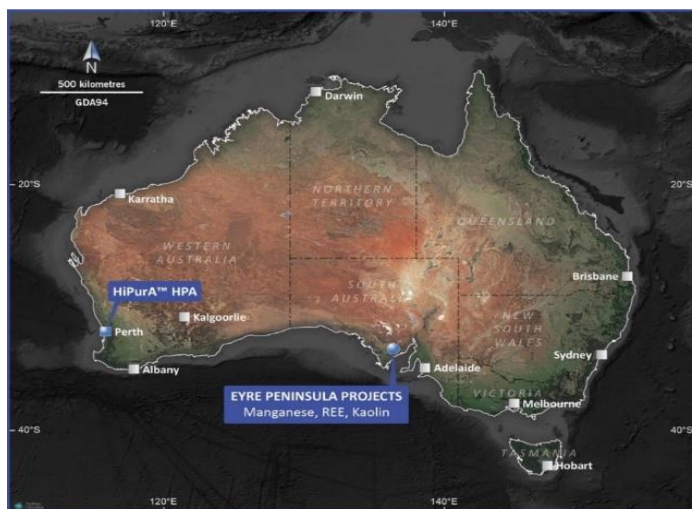 120°E
140°E
N
500 kilometres
GDA94
Darwin
20°S
20°S
Karratha
NORTHERN
TERRITORY
QUEENSLAND
WESTERN
AUSTRALIA
HiPurA™ HPA
SOUTH
AUSTRALI
Brisbane
Perth
Kalgoorlie
NEW
SOUTH
WALES
Sydney
Albany
Adelaide
EYRE PENINSULA PROJECTS
Manganese, REE, Kaolin
VICTORIA
Melbourne
40°S
40°S
TASMANIA
Hobart
120°E
140°E